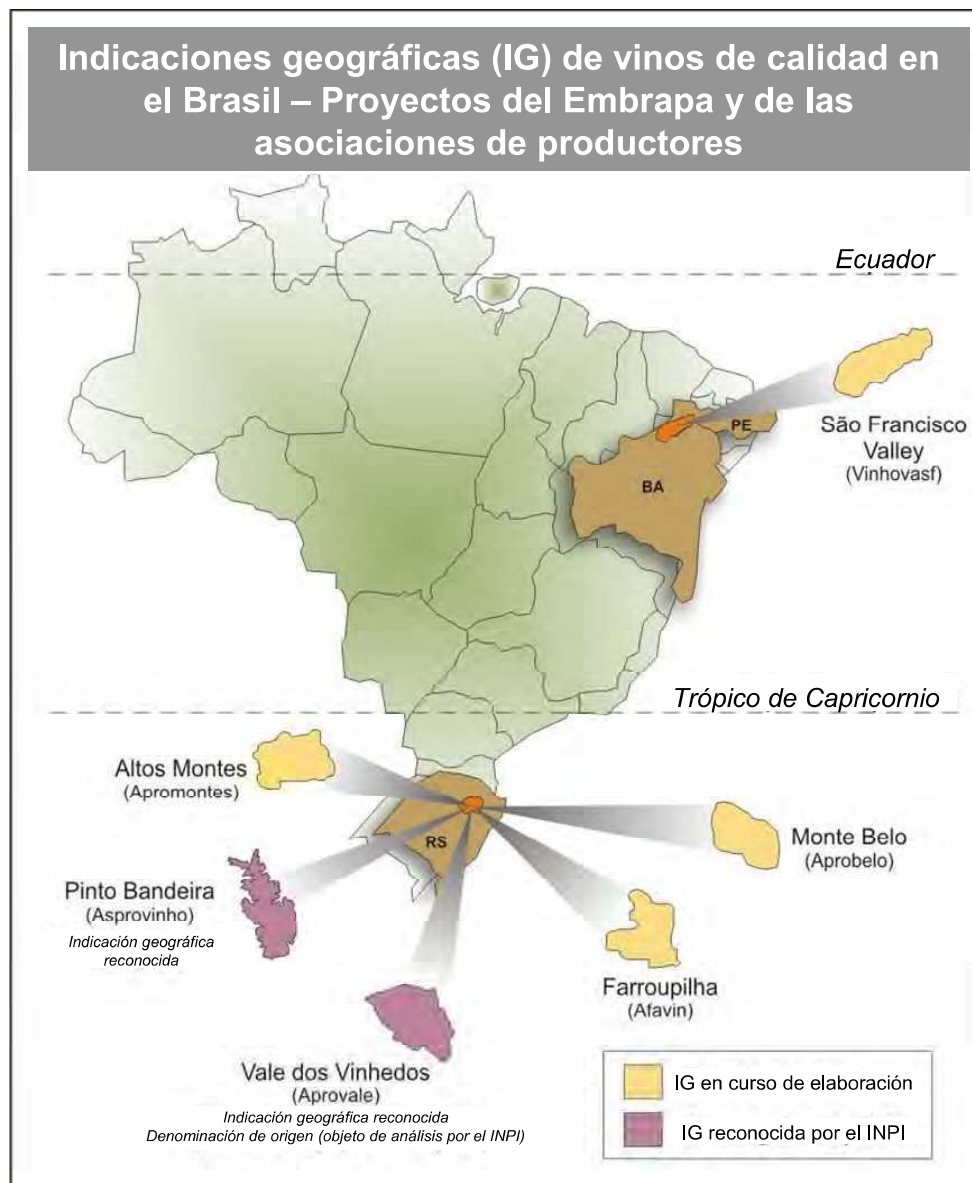 Indicaciones geográficas (IG) de vinos de calidad en
el Brasil – Proyectos del Embrapa y de las
asociaciones de productores
Ecuador
São Francisco
Valley
(Vinhovasf)
PE
BA
Trópico de Capricornio
Altos Montes
(Apromontes)
RS
Monte Belo
(Aprobelo)
Pinto Bandeira
(Asprovinho)
Indicación geográfica
reconocida
Farroupilha
(Afavin)
Vale dos Vinhedos
(Aprovale)
Indicación geográfica reconocida
Denominación de origen (objeto de análisis por el INPI)
IG en curso de elaboración
IG reconocida por el INPI